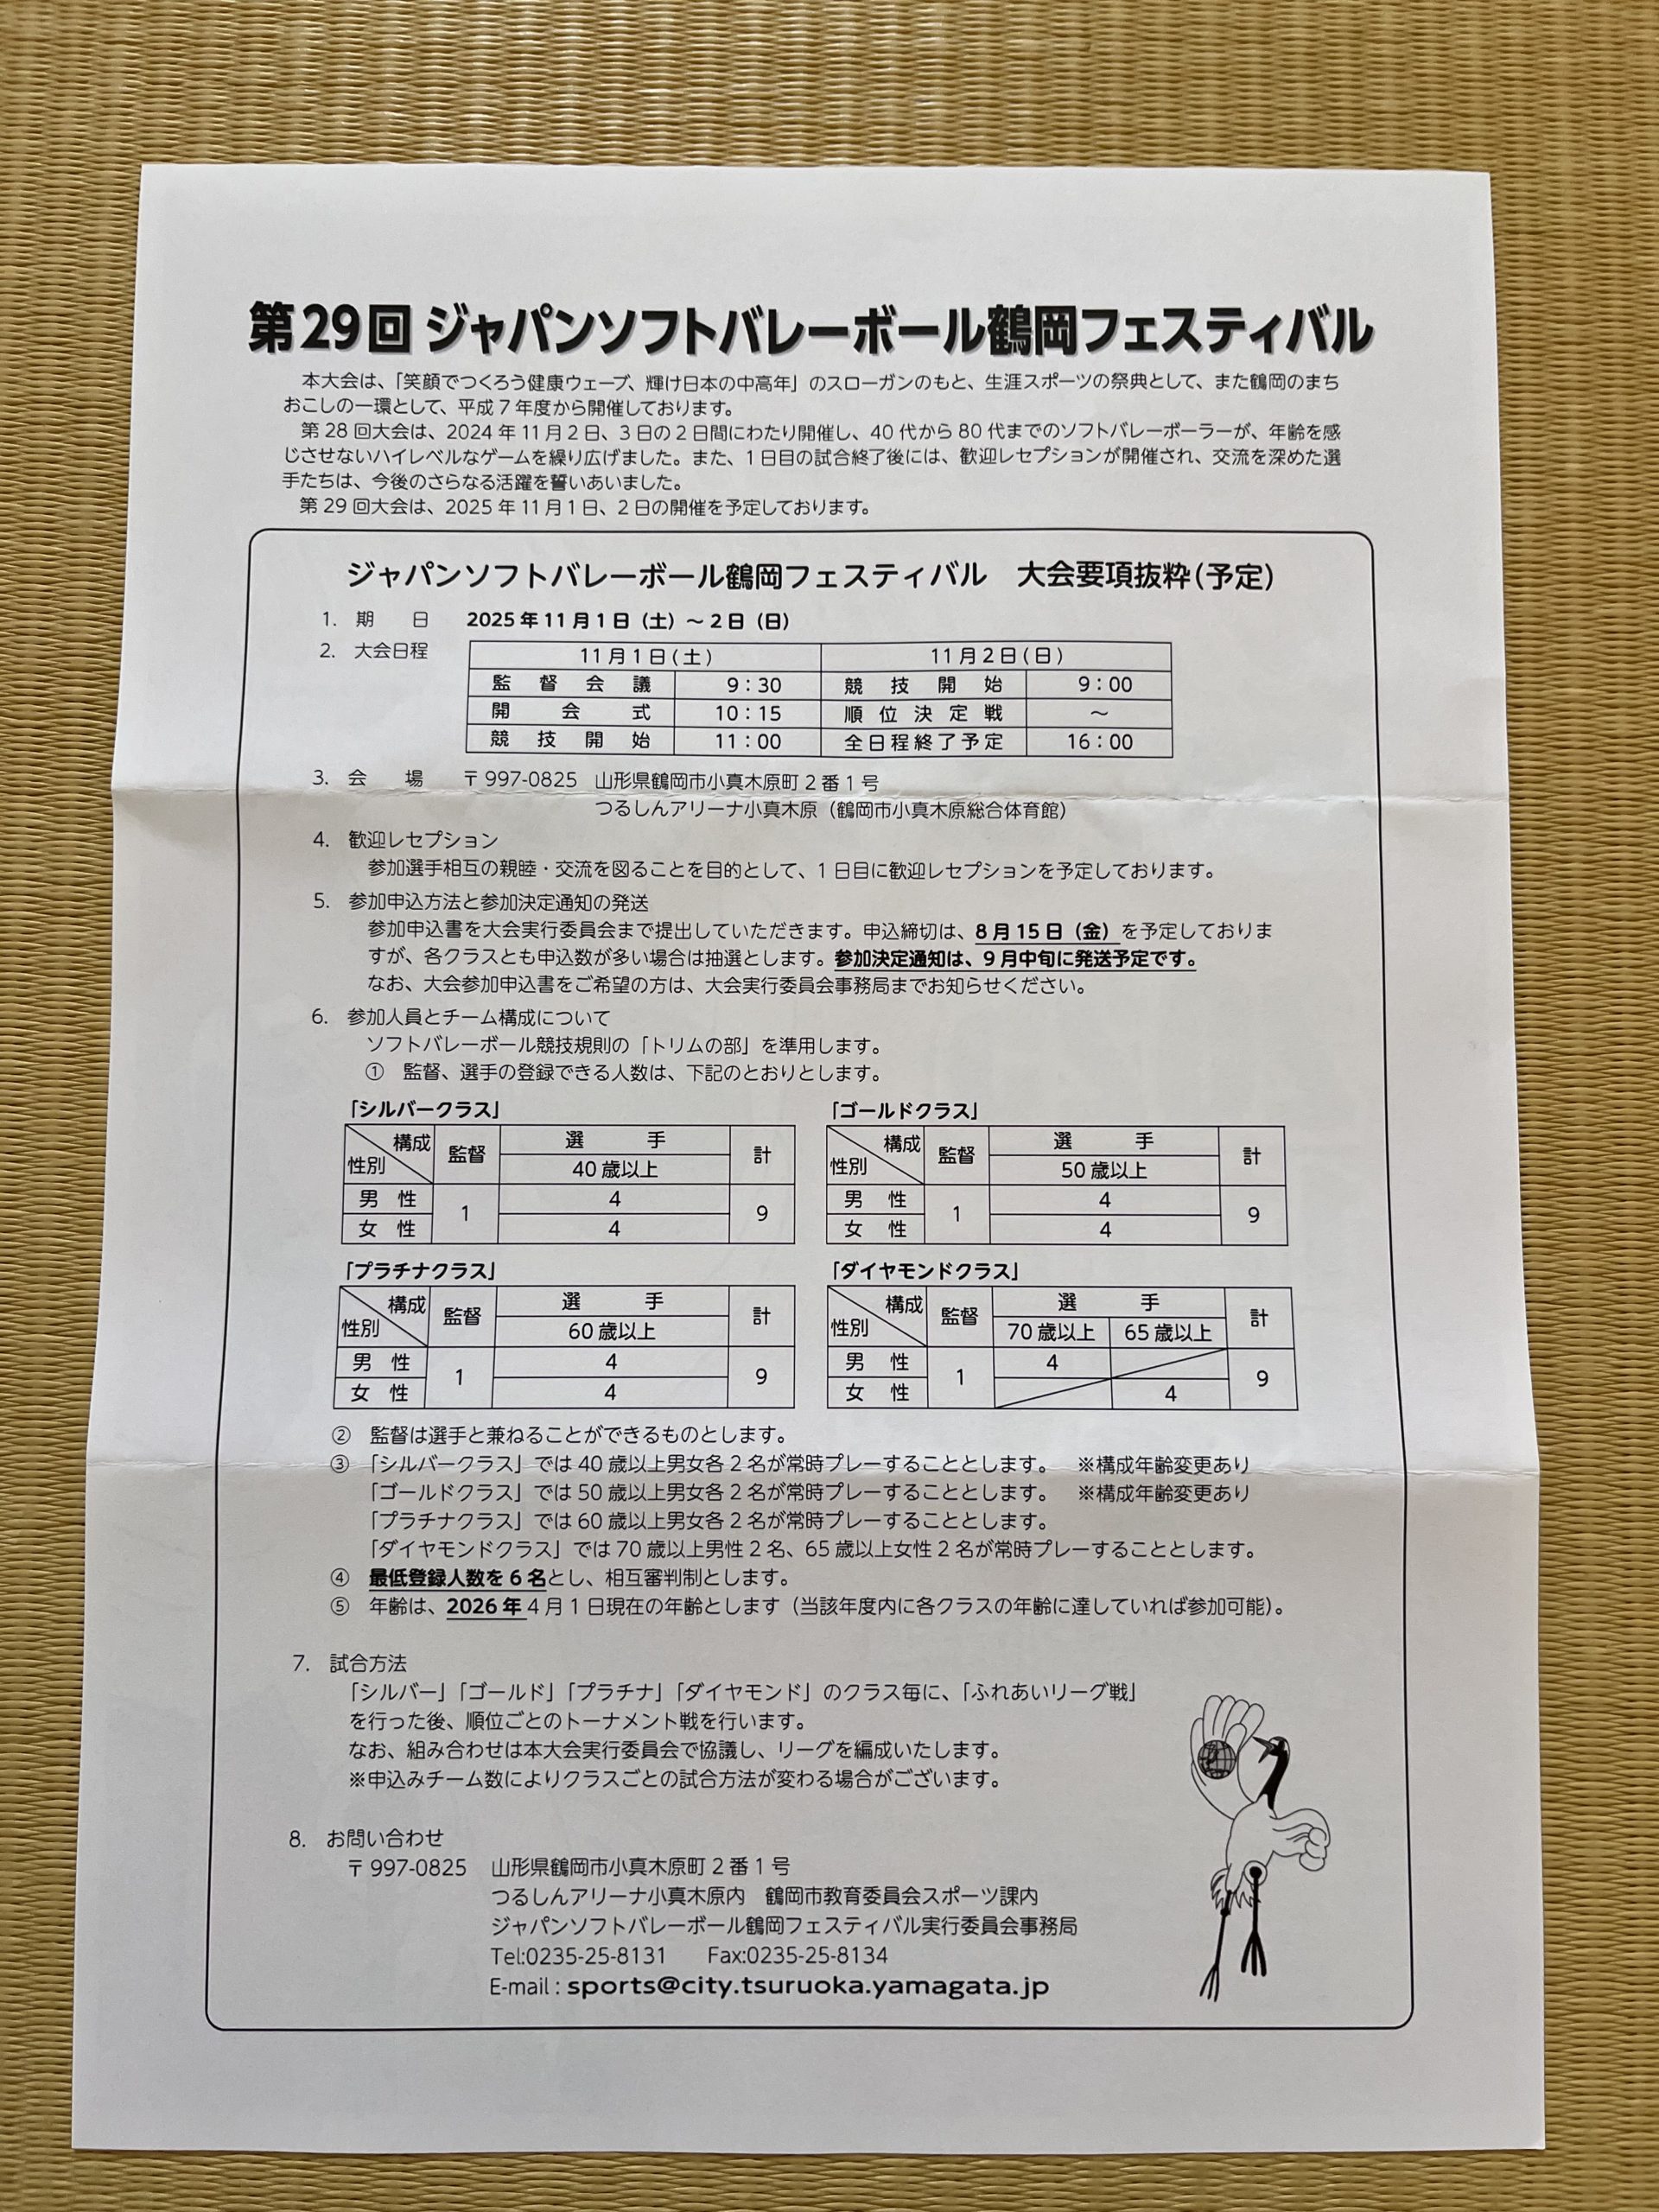 第29回 ジャパンソフトバレーボール鶴岡フェスティバル
本大会は、「笑顔でつくろう健康ウェーブ、輝け日本の中高年」のスローガンのもと、生涯スポーツの祭典として、また鶴岡のまち
おこしの一環として、平成7年度から開催しております。
第28回大会は、2024年11月2日、3日の2日間にわたり開催し、40代から80代までのソフトバレーボーラーが、年齢を感
じさせないハイレベルなゲームを繰り広げました。また、1日目の試合終了後には、歓迎レセプションが開催され、交流を深めた選
手たちは、今後のさらなる活躍を誓いあいました。
第29回大会は、2025年11月1日、2日の開催を予定しております。
ジャパンソフトバレーボール鶴岡フェスティバル 大会要項抜粋(予定)
1. 期 日 2025年11月1日（土）～2日（日）
2. 大会日程
11月1日(土) 11月2日(日)
監督会議 9：30 競技開始 9：00
開会式 10：15 順位決定戦 ～
競技開始 11：00 全日程終了予定 16：00
3. 会 場 〒997-0825 山形県鶴岡市小真木原町2番1号
つるしんアリーナ小真木原（鶴岡市小真木原総合体育館）
4. 歓迎レセプション
参加選手相互の親睦・交流を図ることを目的として、1日目に歓迎レセプションを予定しております。
5. 参加申込方法と参加決定通知の発送
参加申込書を大会実行委員会まで提出していただきます。申込締切は、8月15日（金）を予定しておりま
すが、各クラスとも申込数が多い場合は抽選とします。参加決定通知は、9月中旬に発送予定です。
なお、大会参加申込書をご希望の方は、大会実行委員会事務局までお知らせください。
6. 参加人員とチーム構成について
ソフトバレーボール競技規則の「トリムの部」を準用します。
① 監督、選手の登録できる人数は、下記のとおりとします。
「シルバークラス」
構成 監督 選手 計
性別 40歳以上
男性 1 4 9
女性 4
「ゴールドクラス」
構成 監督 選手 計
性別 50歳以上
男性 1 4 9
女性 4
「プラチナクラス」
構成 監督 選手 計
性別 60歳以上
男性 1 4 9
女性 4
「ダイヤモンドクラス」
構成 監督 選手 計
性別 70歳以上 65歳以上
男性 1 4 9
女性 4
② 監督は選手と兼ねることができるものとします。
③ 「シルバークラス」では40歳以上男女各2名が常時プレーすることとします。 ※構成年齢変更あり
「ゴールドクラス」では50歳以上男女各2名が常時プレーすることとします。 ※構成年齢変更あり
「プラチナクラス」では60歳以上男女各2名が常時プレーすることとします。
「ダイヤモンドクラス」では70歳以上男性2名、65歳以上女性2名が常時プレーすることとします。
④ 最低登録人数を6名とし、相互審判制とします。
⑤ 年齢は、2026年4月1日現在の年齢とします（当該年度内に各クラスの年齢に達していれば参加可能）。
7. 試合方法
「シルバー」「ゴールド」「プラチナ」「ダイヤモンド」のクラス毎に、「ふれあいリーグ戦」
を行った後、順位ごとのトーナメント戦を行います。
なお、組み合わせは本大会実行委員会で協議し、リーグを編成いたします。
※申込みチーム数によりクラスごとの試合方法が変わる場合がございます。
8. お問い合わせ
〒997-0825 山形県鶴岡市小真木原町2番1号
つるしんアリーナ小真木原内 鶴岡市教育委員会スポーツ課内
ジャパンソフトバレーボール鶴岡フェスティバル実行委員会事務局
Tel:0235-25-8131 Fax:0235-25-8134
E-mail : sports@city.tsuruoka.yamagata.jp